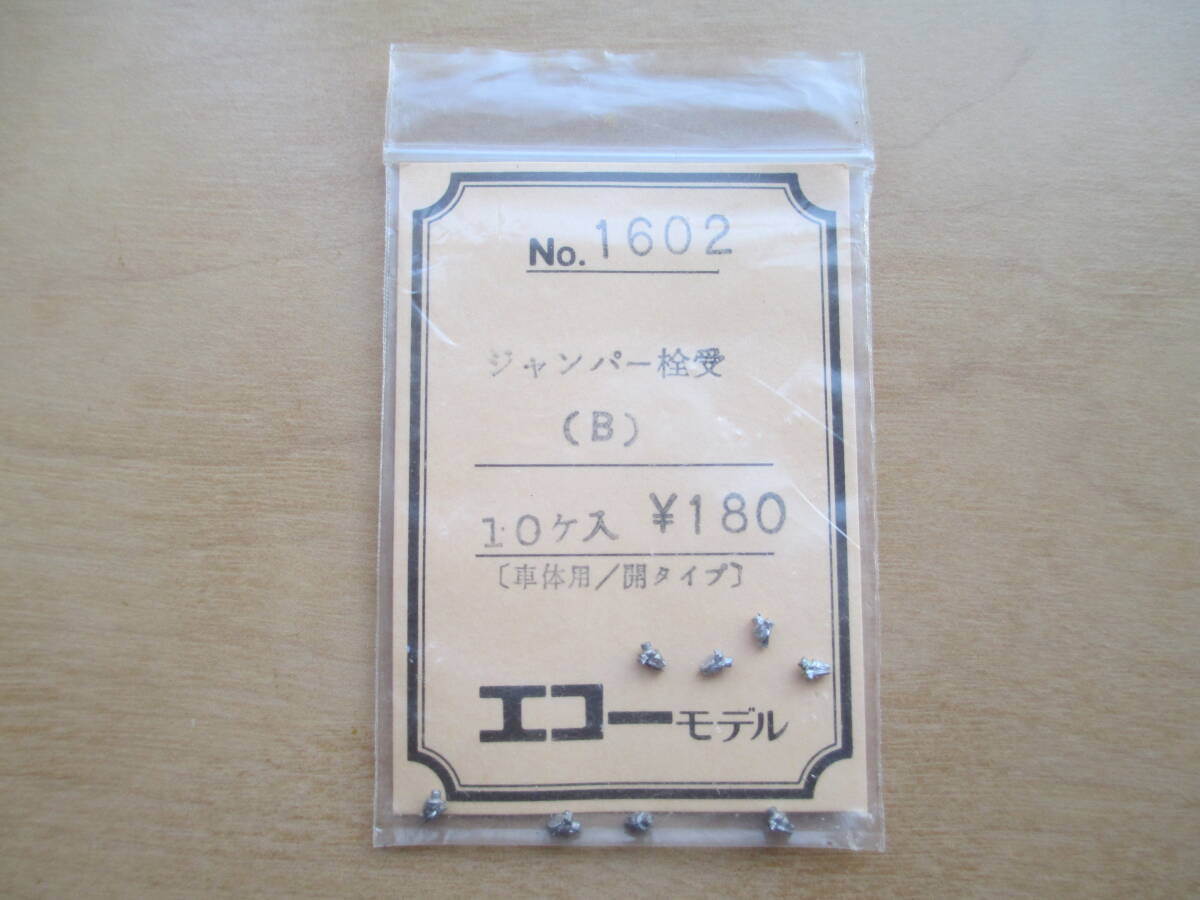 No. 1602
ジャンパー栓受
(B)
10ケ入 ¥180
〔車体用/開タイプ〕
エコーモデル